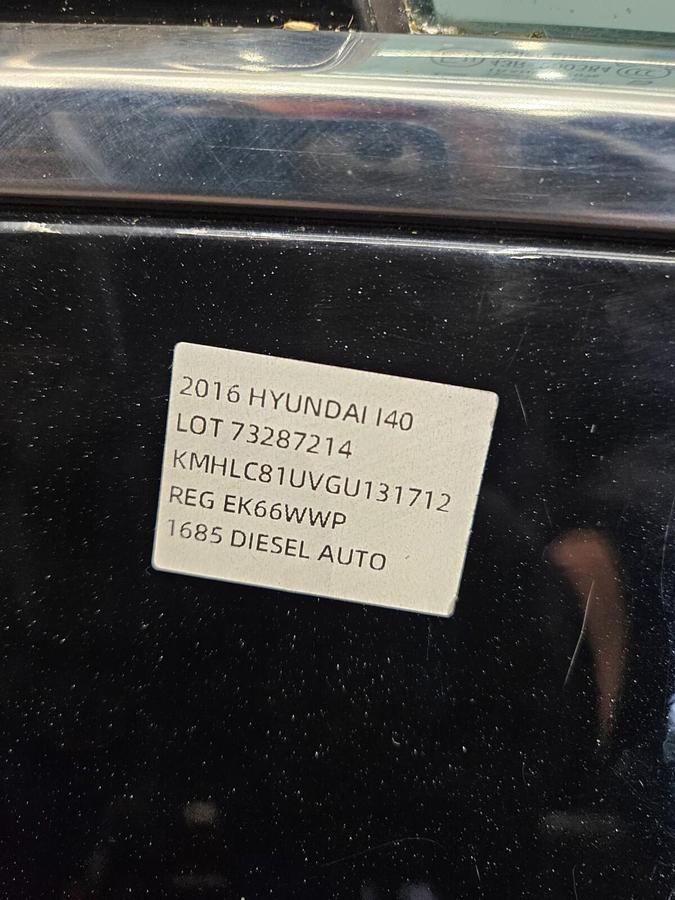 2016 HYUNDAI I40
LOT 73287214
KMHLC81UVGU131712
REG EK66WWP
1685 DIESEL AUTO